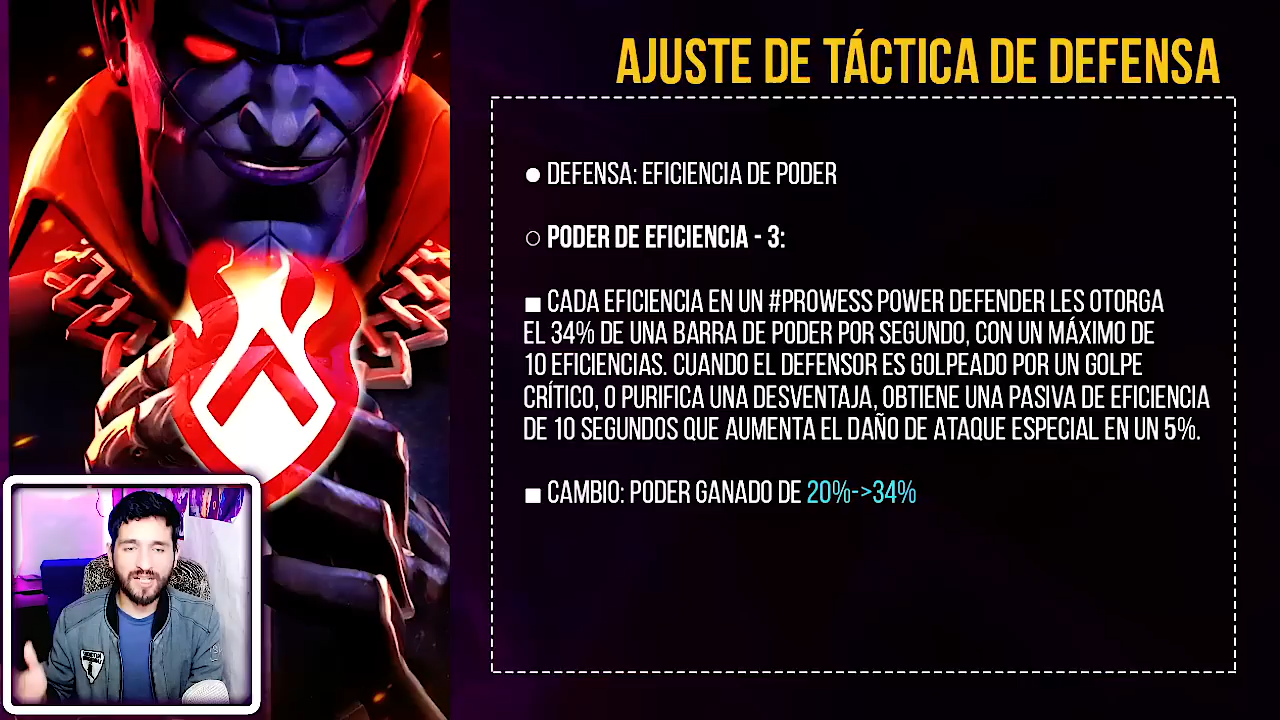 AJUSTE DE TÁCTICA DE DEFENSA
● DEFENSA: EFICIENCIA DE PODER
○ PODER DE EFICIENCIA - 3:
■ CADA EFICIENCIA EN UN #PROWESS POWER DEFENDER LES OTORGA
EL 34% DE UNA BARRA DE PODER POR SEGUNDO, CON UN MÁXIMO DE
10 EFICIENCIAS. CUANDO EL DEFENSOR ES GOLPEADO POR UN GOLPE
CRÍTICO, O PURIFICA UNA DESVENTAJA, OBTIENE UNA PASIVA DE EFICIENCIA
DE 10 SEGUNDOS QUE AUMENTA EL DAÑO DE ATAQUE ESPECIAL EN UN 5%.
■ CAMBIO: PODER GANADO DE 20%->34%